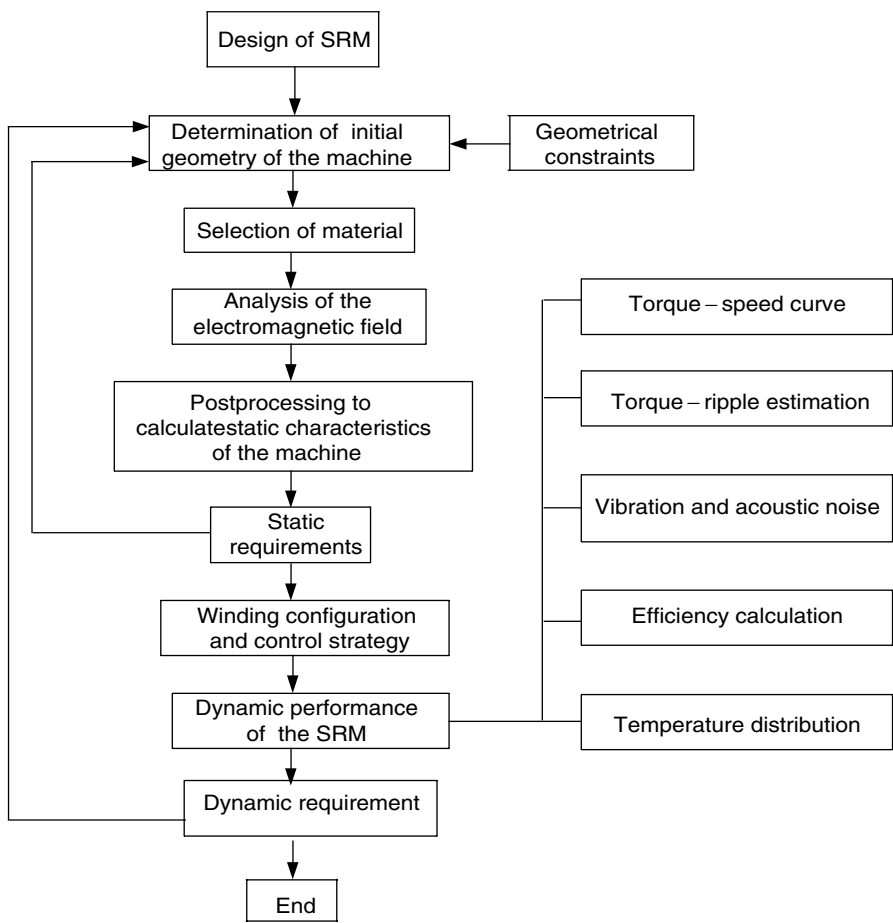 Design of SRM
Determination of initial
geometry of the machine
Geometrical
constraints
Selection of material
Analysis of the
electromagnetic field
Postprocessing to
calculatestatic characteristics
of the machine
Static
requirements
Winding configuration
and control strategy
Dynamic performance
of the SRM
Dynamic requirement
End
Torque – speed curve
Torque – ripple estimation
Vibration and acoustic noise
Efficiency calculation
Temperature distribution